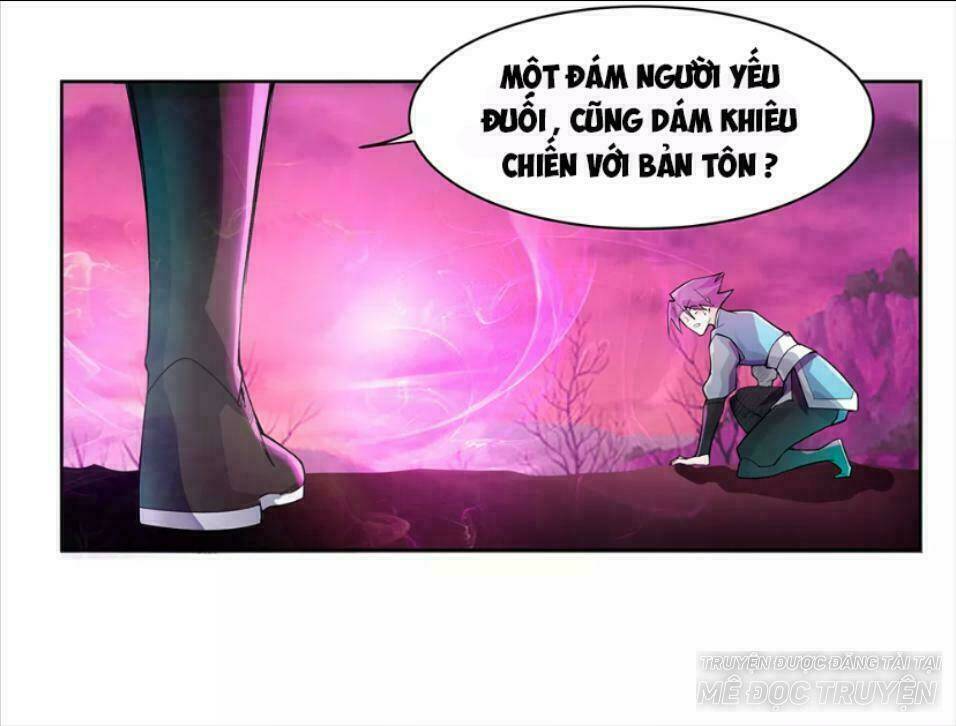 MỘT ĐÁM NGƯỜI YẾU
ĐUỐI, CŨNG DÁM KHIÊU
CHIẾN VỚI BẢN TÔN?
TRUYỆN ĐƯỢC ĐĂNG TẢI TẠI
MÊ ĐỌC TRUYỆN